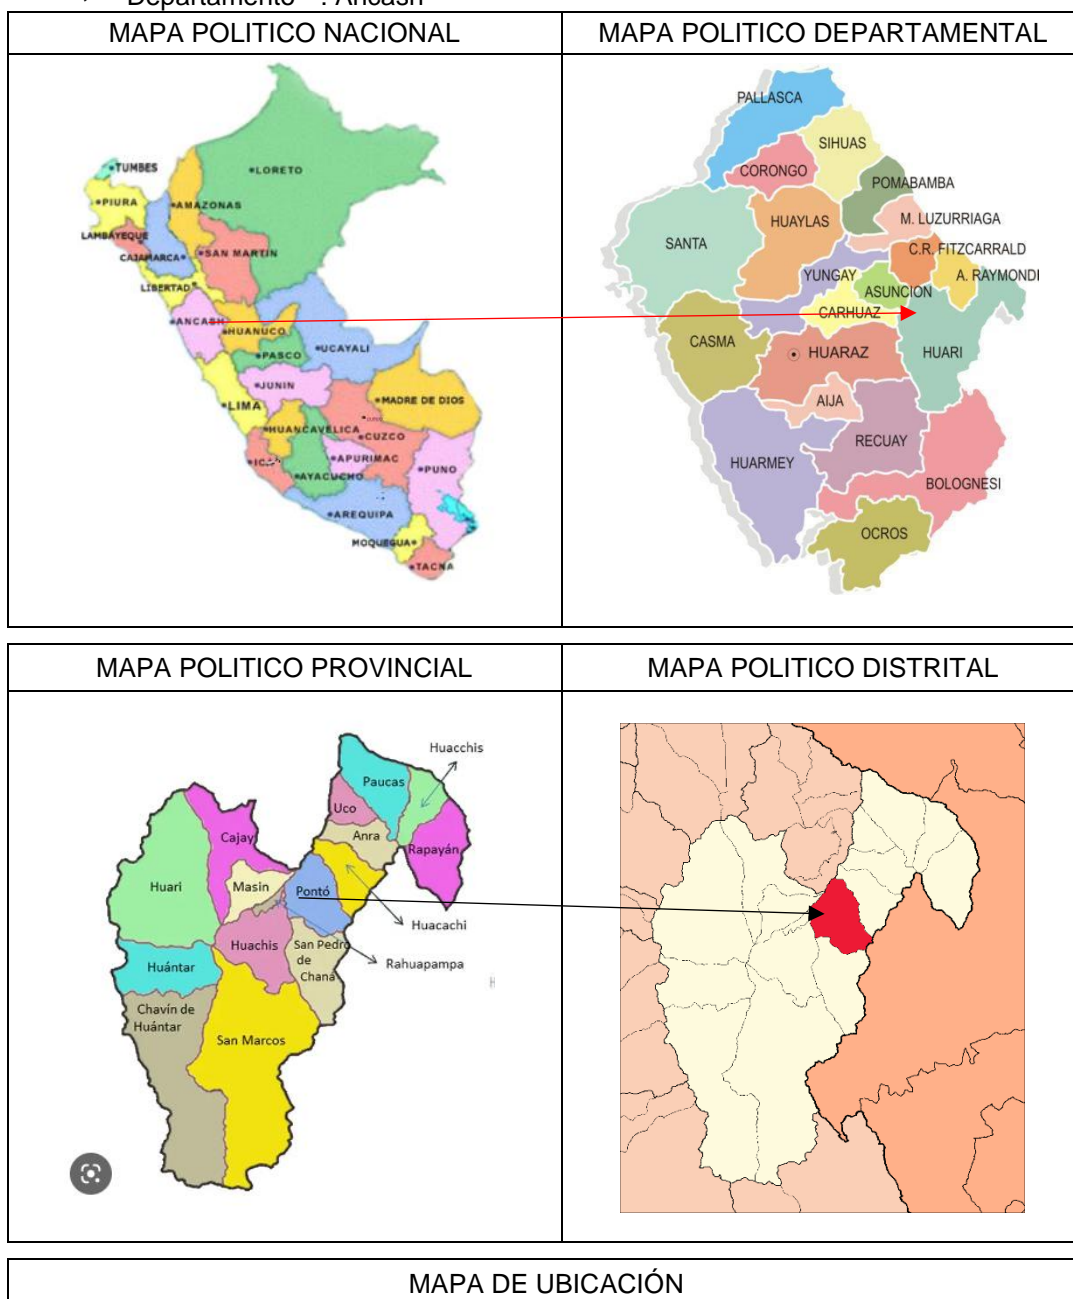 Departamento : Ancash
MAPA POLITICO NACIONAL
MAPA POLITICO DEPARTAMENTAL
TUMBES
LORETO
PIURA
AMAZONAS
LAMBAYEQUE
CAJAMARCA
SAN MARTIN
LIBERTAD
ANCASH
HUANUCO
UCAYALI
PASCO
JUNIN
LIMA
MADRE DE DIOS
HUANCAVELICA
CUZCO
ICA
APURIMAC
PUNO
AYACUCHO
AREQUIPA
MOQUEGUA
TACNA
PALLASCA
SIHUAS
CORONGO
POMABAMBA
HUAYLAS
M. LUZURRIAGA
SANTA
C.R. FITZCARRALD
YUNGAY
A. RAYMONDI
ASUNCION
CARHUAZ
CASMA
HUARAZ
HUARI
AIJA
RECUAY
HUARMEY
BOLOGNESI
OCROS
MAPA POLITICO PROVINCIAL
MAPA POLITICO DISTRITAL
Huacchis
Paucas
Uco
Anra
Cajay
Rapayán
Huari
Masin
Pontó
Huacachi
Huachis
San Pedro
de
Chaná
Rahuapampa
Huántar
H
Chavín de
Huántar
San Marcos
MAPA DE UBICACIÓN